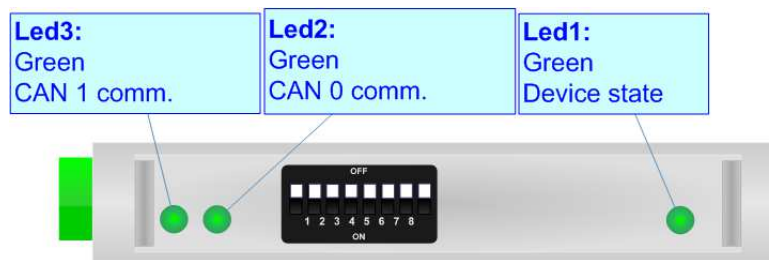 Led3:
Green
CAN 1 comm.
Led2:
Green
CAN 0 comm.
Led1:
Green
Device state
OFF
1 2 3 4 5 6 7 8
ON